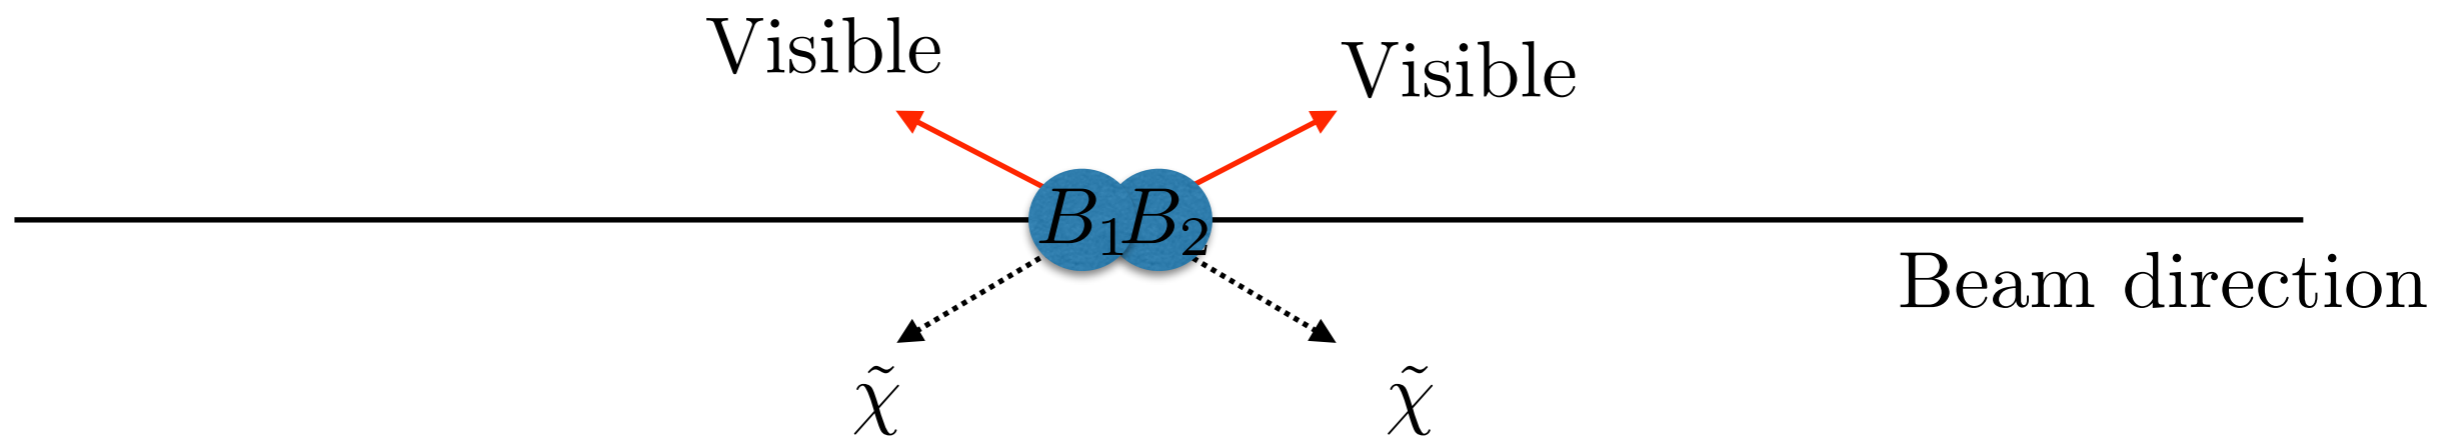 Visible
Visible
B₁B₂
Beam direction
χ̃
χ̃